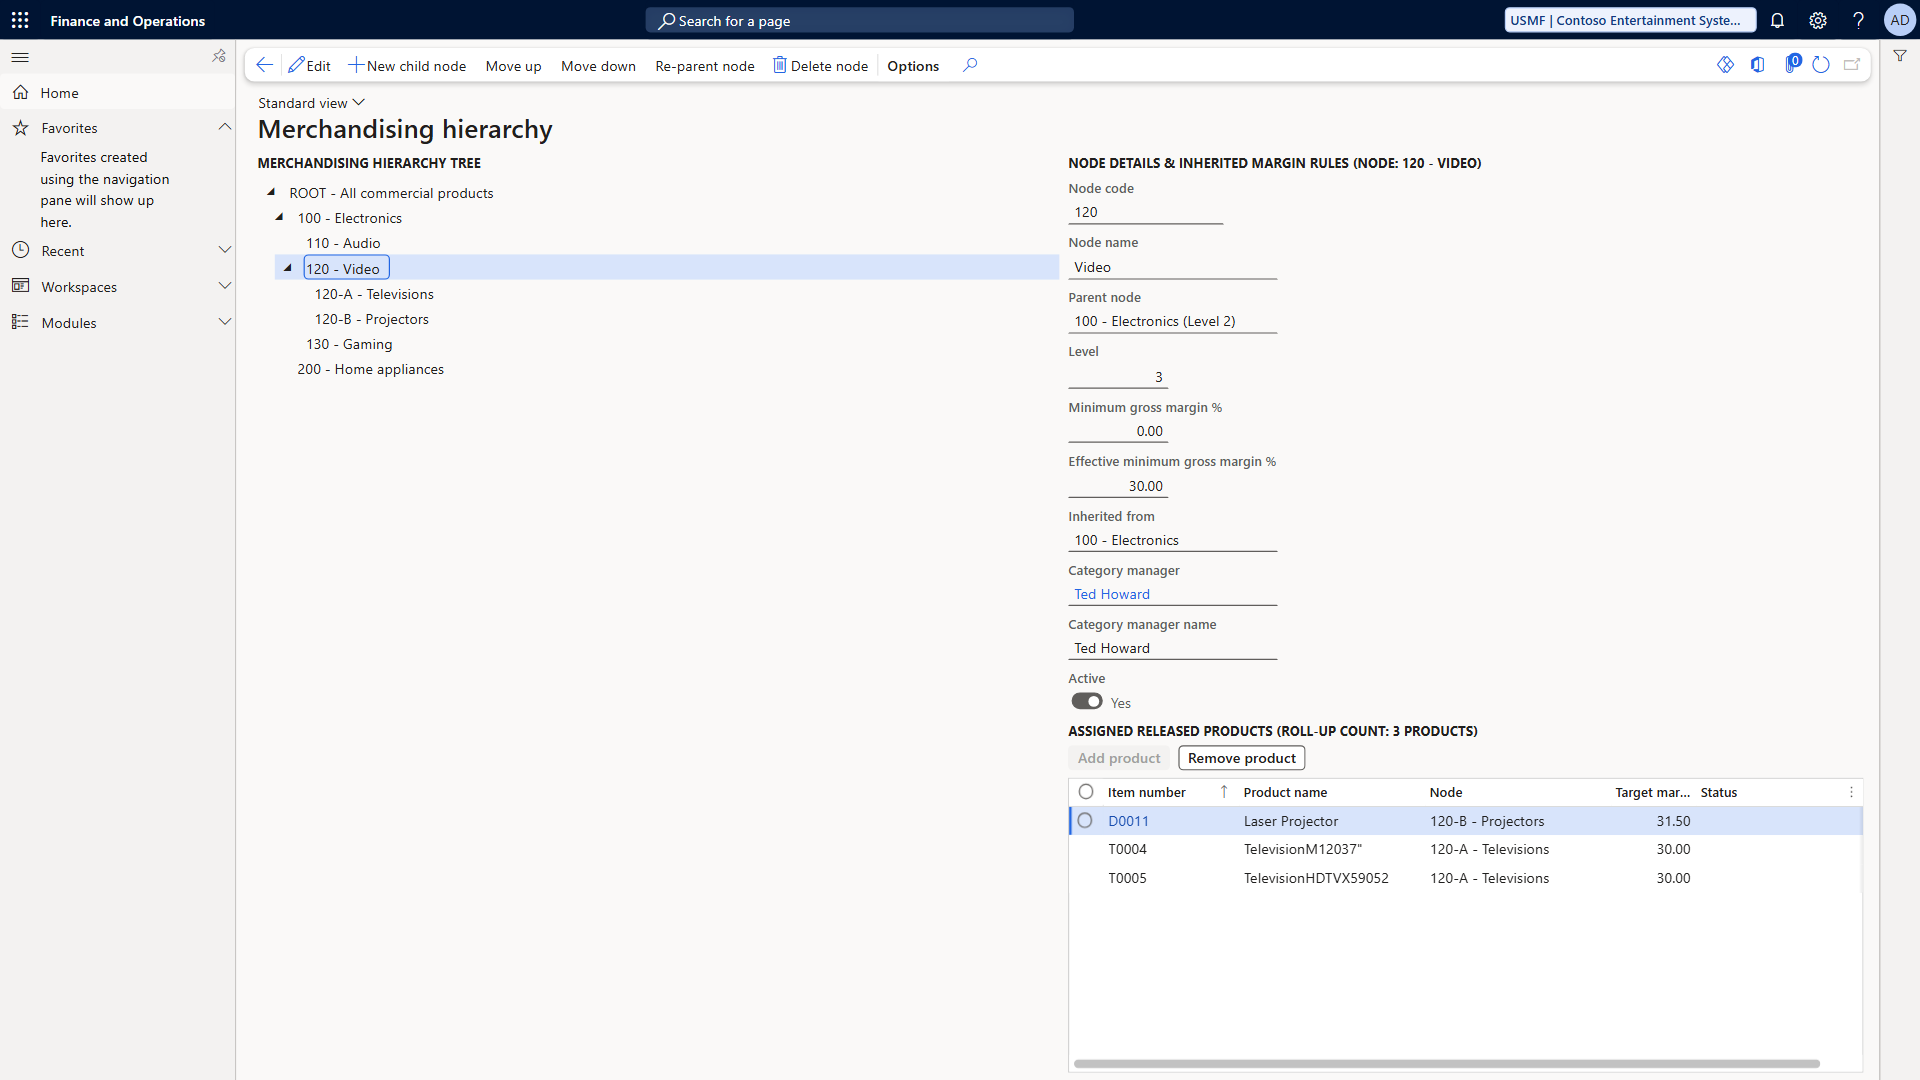 Finance and Operations
Search for a page
USMF | Contoso Entertainment Syste...
AD
Edit
New child node
Move up
Move down
Re-parent node
Delete node
Options
0
Home
Favorites
Favorites created
using the navigation
pane will show up
here.
Recent
Workspaces
Modules
Standard view
Merchandising hierarchy
MERCHANDISING HIERARCHY TREE
ROOT - All commercial products
100 - Electronics
110 - Audio
120 - Video
120-A - Televisions
120-B - Projectors
130 - Gaming
200 - Home appliances
NODE DETAILS & INHERITED MARGIN RULES (NODE: 120 - VIDEO)
Node code
120
Node name
Video
Parent node
100 - Electronics (Level 2)
Level
3
Minimum gross margin %
0.00
Effective minimum gross margin %
30.00
Inherited from
100 - Electronics
Category manager
Ted Howard
Category manager name
Ted Howard
Active
Yes
ASSIGNED RELEASED PRODUCTS (ROLL-UP COUNT: 3 PRODUCTS)
Add product Remove product
Item number Product name Node Target mar... Status
D0011 Laser Projector 120-B - Projectors 31.50
T0004 TelevisionM12037" 120-A - Televisions 30.00
T0005 TelevisionHDTVX59052 120-A - Televisions 30.00